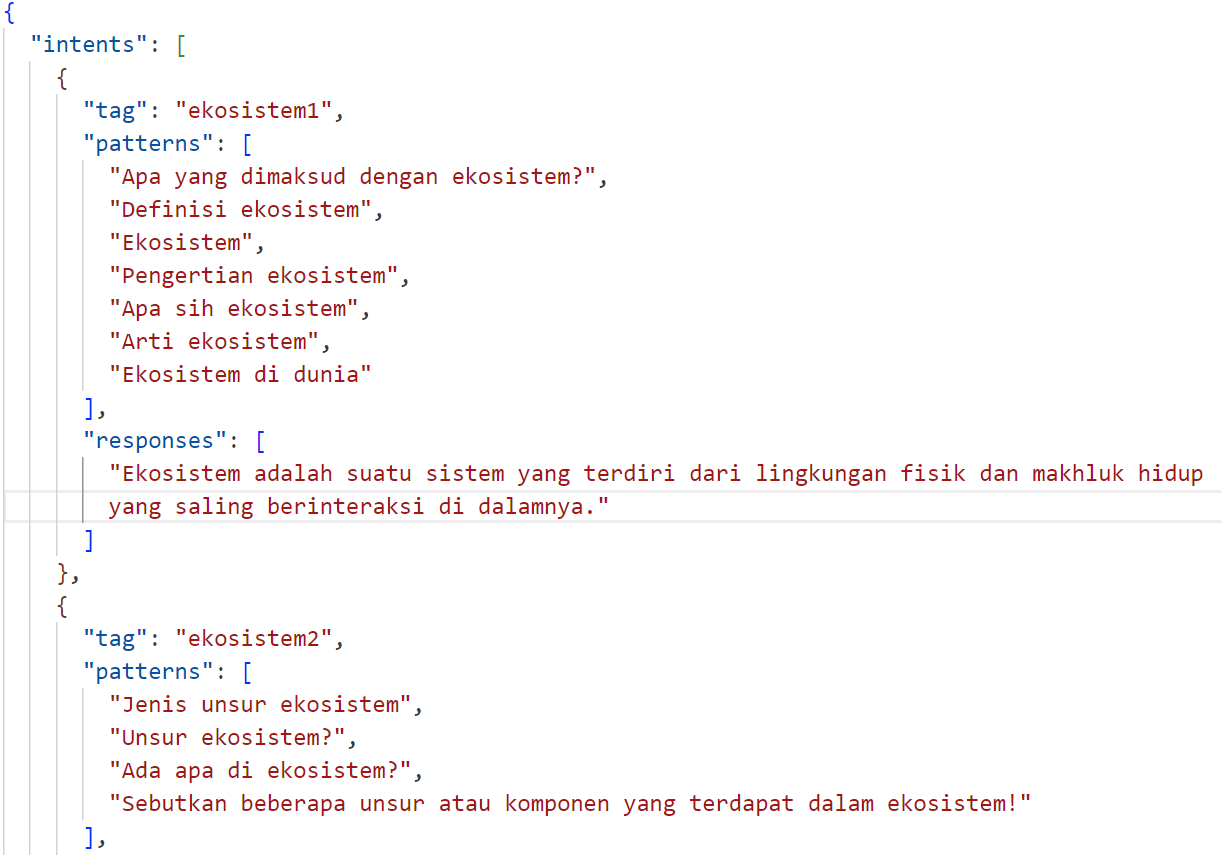 {
"intents": [
{
"tag": "ekosistem1",
"patterns": [
"Apa yang dimaksud dengan ekosistem?",
"Definisi ekosistem",
"Ekosistem",
"Pengertian ekosistem",
"Apa sih ekosistem",
"Arti ekosistem",
"Ekosistem di dunia"
],
"responses": [
"Ekosistem adalah suatu sistem yang terdiri dari lingkungan fisik dan makhluk hidup
yang saling berinteraksi di dalamnya."
]
},
{
"tag": "ekosistem2",
"patterns": [
"Jenis unsur ekosistem",
"Unsur ekosistem?",
"Ada apa di ekosistem?",
"Sebutkan beberapa unsur atau komponen yang terdapat dalam ekosistem!"
],